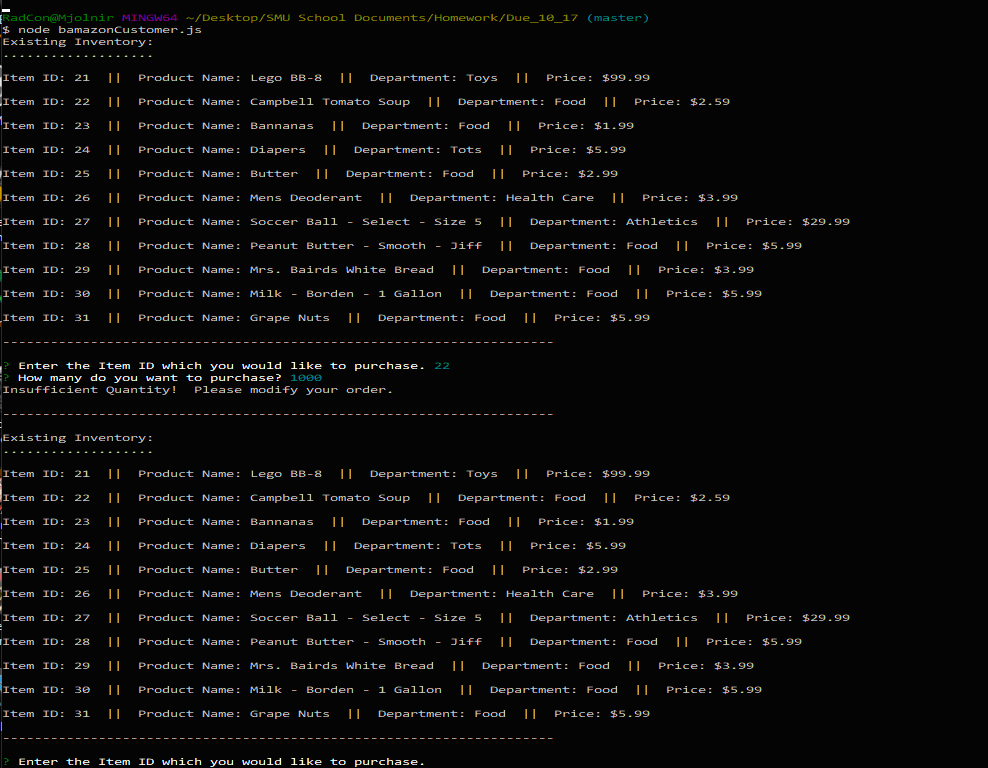 RadCon@Mjolnir MINGW64 ~/Desktop/SMU School Documents/Homework/Due_10_17 (master)
$ node bamazonCustomer.js
Existing Inventory:
...................
Item ID: 21  ||  Product Name: Lego BB-8  ||  Department: Toys  ||  Price: $99.99
Item ID: 22  ||  Product Name: Campbell Tomato Soup  ||  Department: Food  ||  Price: $2.59
Item ID: 23  ||  Product Name: Bannanas  ||  Department: Food  ||  Price: $1.99
Item ID: 24  ||  Product Name: Diapers  ||  Department: Tots  ||  Price: $5.99
Item ID: 25  ||  Product Name: Butter  ||  Department: Food  ||  Price: $2.99
Item ID: 26  ||  Product Name: Mens Deodorant  ||  Department: Health Care  ||  Price: $3.99
Item ID: 27  ||  Product Name: Soccer Ball - Select - Size 5  ||  Department: Athletics  ||  Price: $29.99
Item ID: 28  ||  Product Name: Peanut Butter - Smooth - Jiff  ||  Department: Food  ||  Price: $5.99
Item ID: 29  ||  Product Name: Mrs. Bairds White Bread  ||  Department: Food  ||  Price: $3.99
Item ID: 30  ||  Product Name: Milk - Borden - 1 Gallon  ||  Department: Food  ||  Price: $5.99
Item ID: 31  ||  Product Name: Grape Nuts  ||  Department: Food  ||  Price: $5.99
---------------------------------------------------------------------
? Enter the Item ID which you would like to purchase. 22
? How many do you want to purchase? 1000
Insufficient Quantity!  Please modify your order.
---------------------------------------------------------------------
Existing Inventory:
...................
Item ID: 21  ||  Product Name: Lego BB-8  ||  Department: Toys  ||  Price: $99.99
Item ID: 22  ||  Product Name: Campbell Tomato Soup  ||  Department: Food  ||  Price: $2.59
Item ID: 23  ||  Product Name: Bannanas  ||  Department: Food  ||  Price: $1.99
Item ID: 24  ||  Product Name: Diapers  ||  Department: Tots  ||  Price: $5.99
Item ID: 25  ||  Product Name: Butter  ||  Department: Food  ||  Price: $2.99
Item ID: 26  ||  Product Name: Mens Deodorant  ||  Department: Health Care  ||  Price: $3.99
Item ID: 27  ||  Product Name: Soccer Ball - Select - Size 5  ||  Department: Athletics  ||  Price: $29.99
Item ID: 28  ||  Product Name: Peanut Butter - Smooth - Jiff  ||  Department: Food  ||  Price: $5.99
Item ID: 29  ||  Product Name: Mrs. Bairds White Bread  ||  Department: Food  ||  Price: $3.99
Item ID: 30  ||  Product Name: Milk - Borden - 1 Gallon  ||  Department: Food  ||  Price: $5.99
Item ID: 31  ||  Product Name: Grape Nuts  ||  Department: Food  ||  Price: $5.99
---------------------------------------------------------------------
? Enter the Item ID which you would like to purchase.